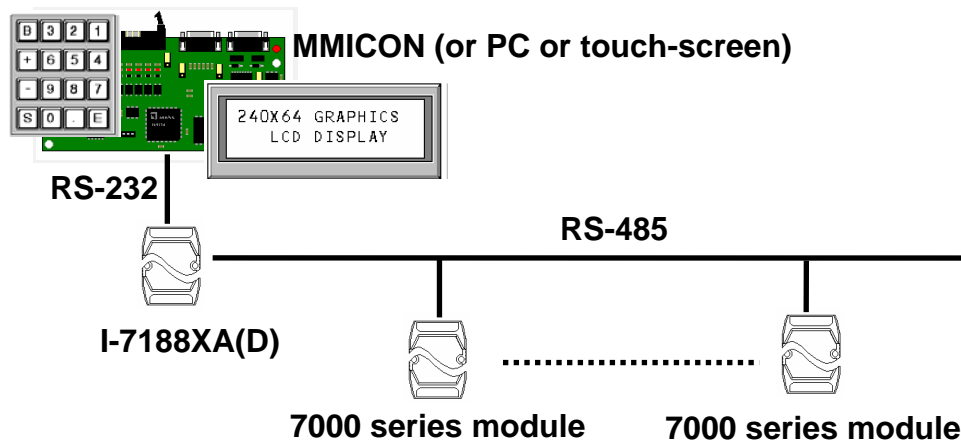 B 3 2 1
+ 6 5 4
- 9 8 7
S 0 . E
MMICON (or PC or touch-screen)
240X64 GRAPHICS
LCD DISPLAY
RS-232
RS-485
I-7188XA(D)
7000 series module
7000 series module